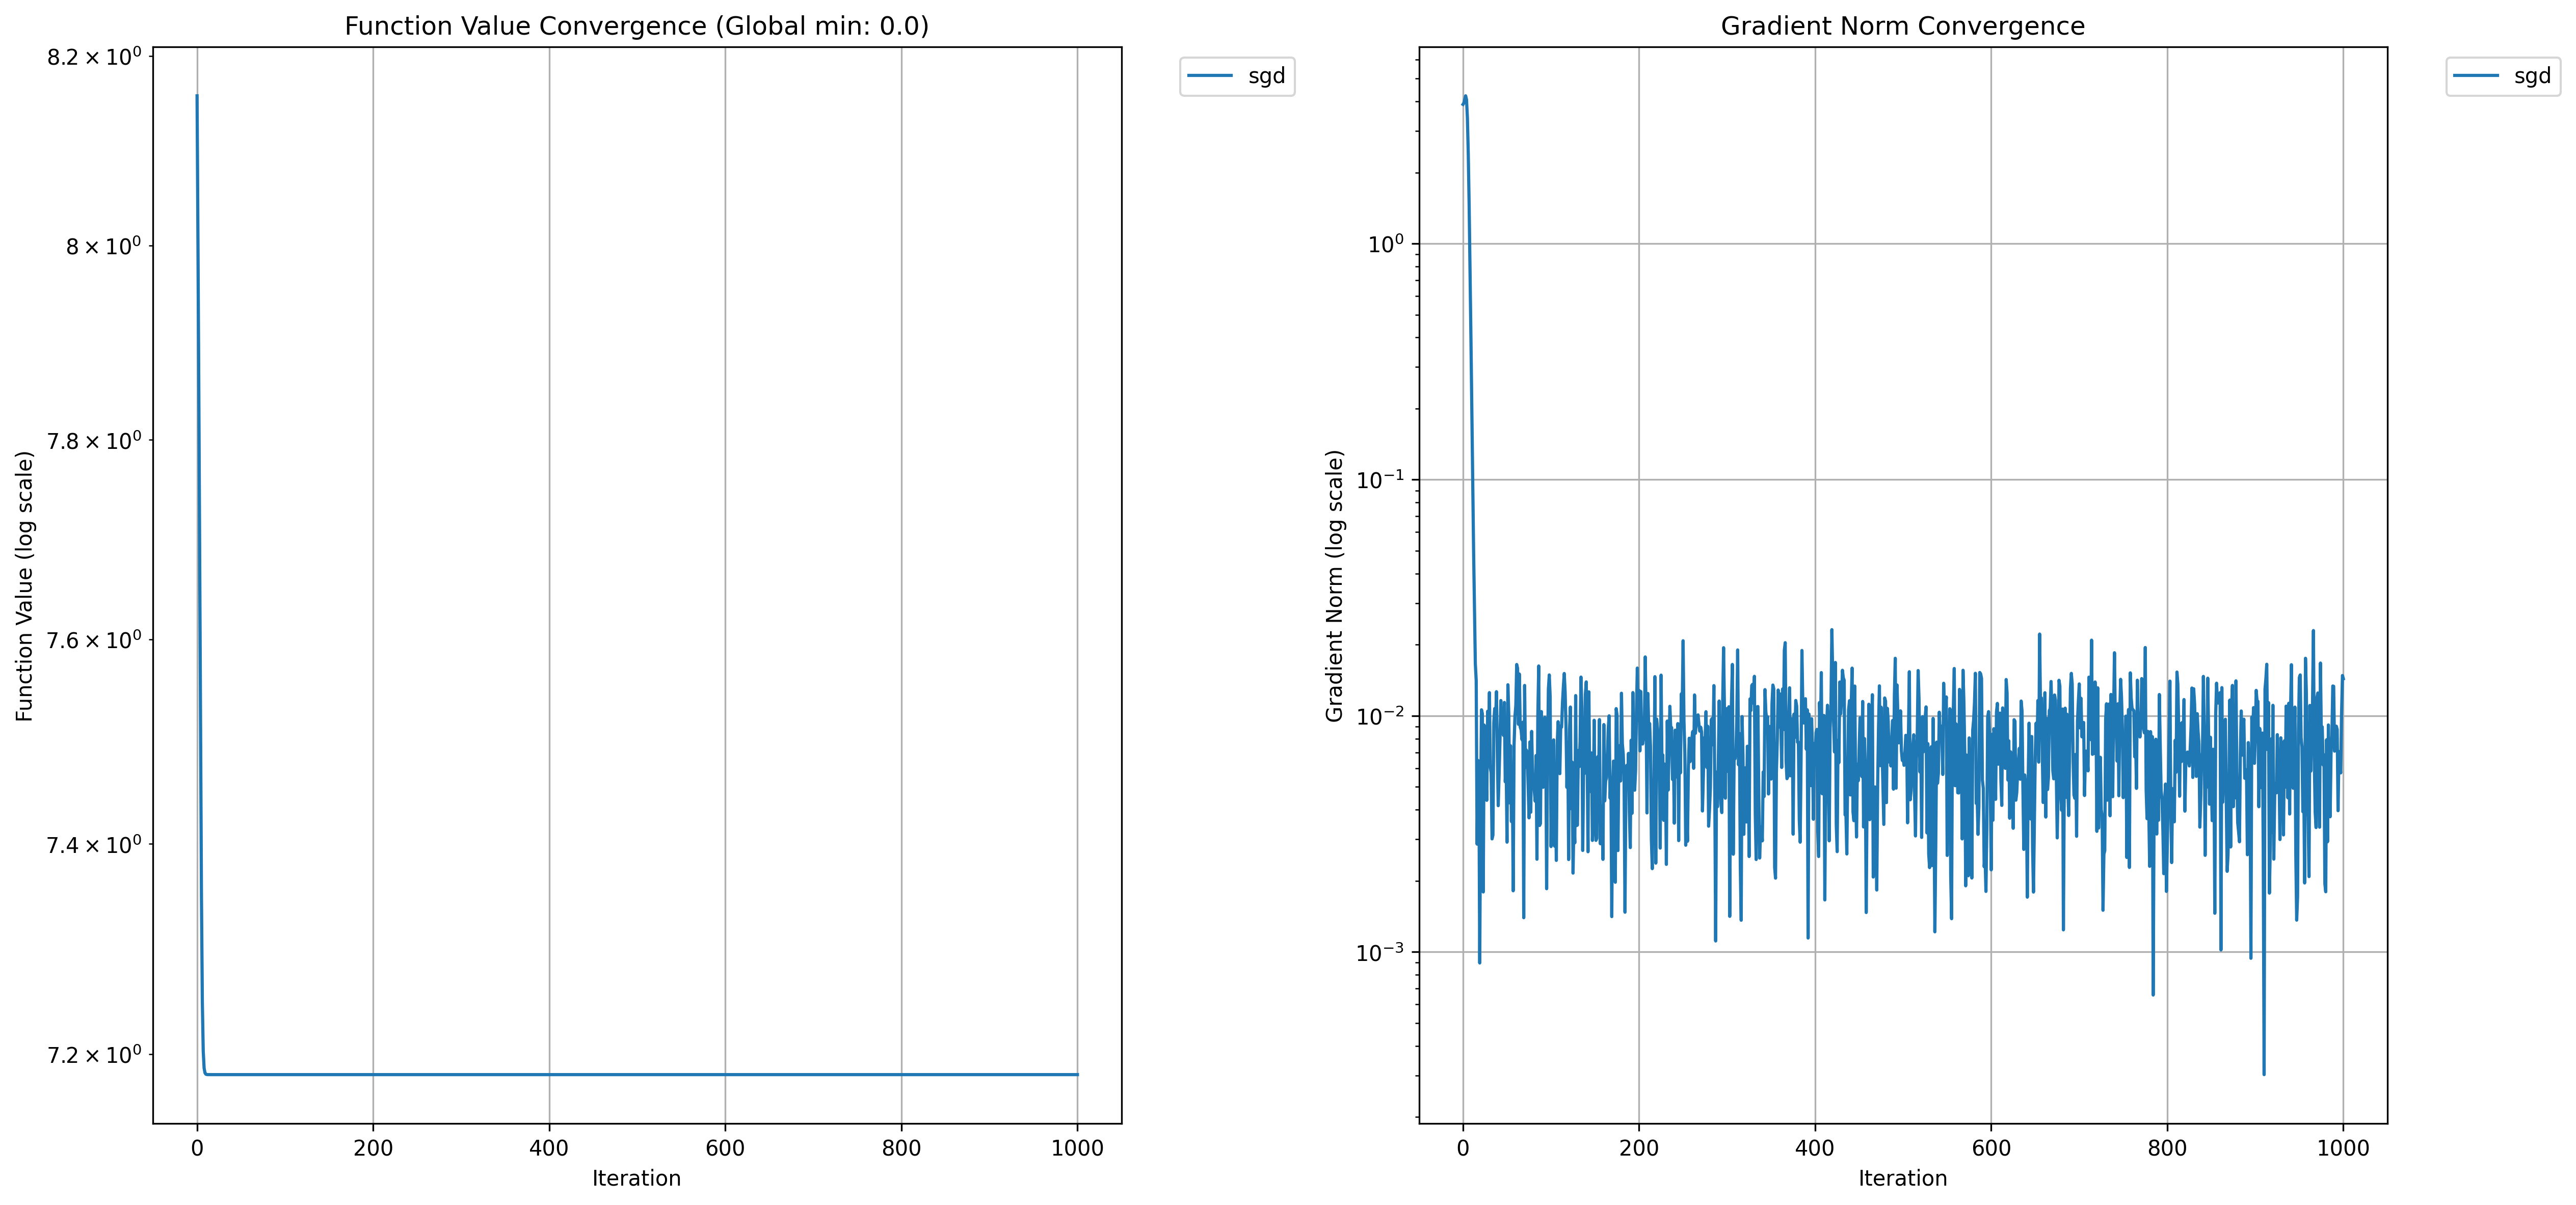 Function Value Convergence (Global min: 0.0)
8.2 × 10⁰
8 × 10⁰
7.8 × 10⁰
7.6 × 10⁰
7.4 × 10⁰
7.2 × 10⁰
Function Value (log scale)
0 200 400 600 800 1000
Iteration
sgd
Gradient Norm Convergence
10⁰
10⁻¹
10⁻²
10⁻³
Gradient Norm (log scale)
0 200 400 600 800 1000
Iteration
sgd